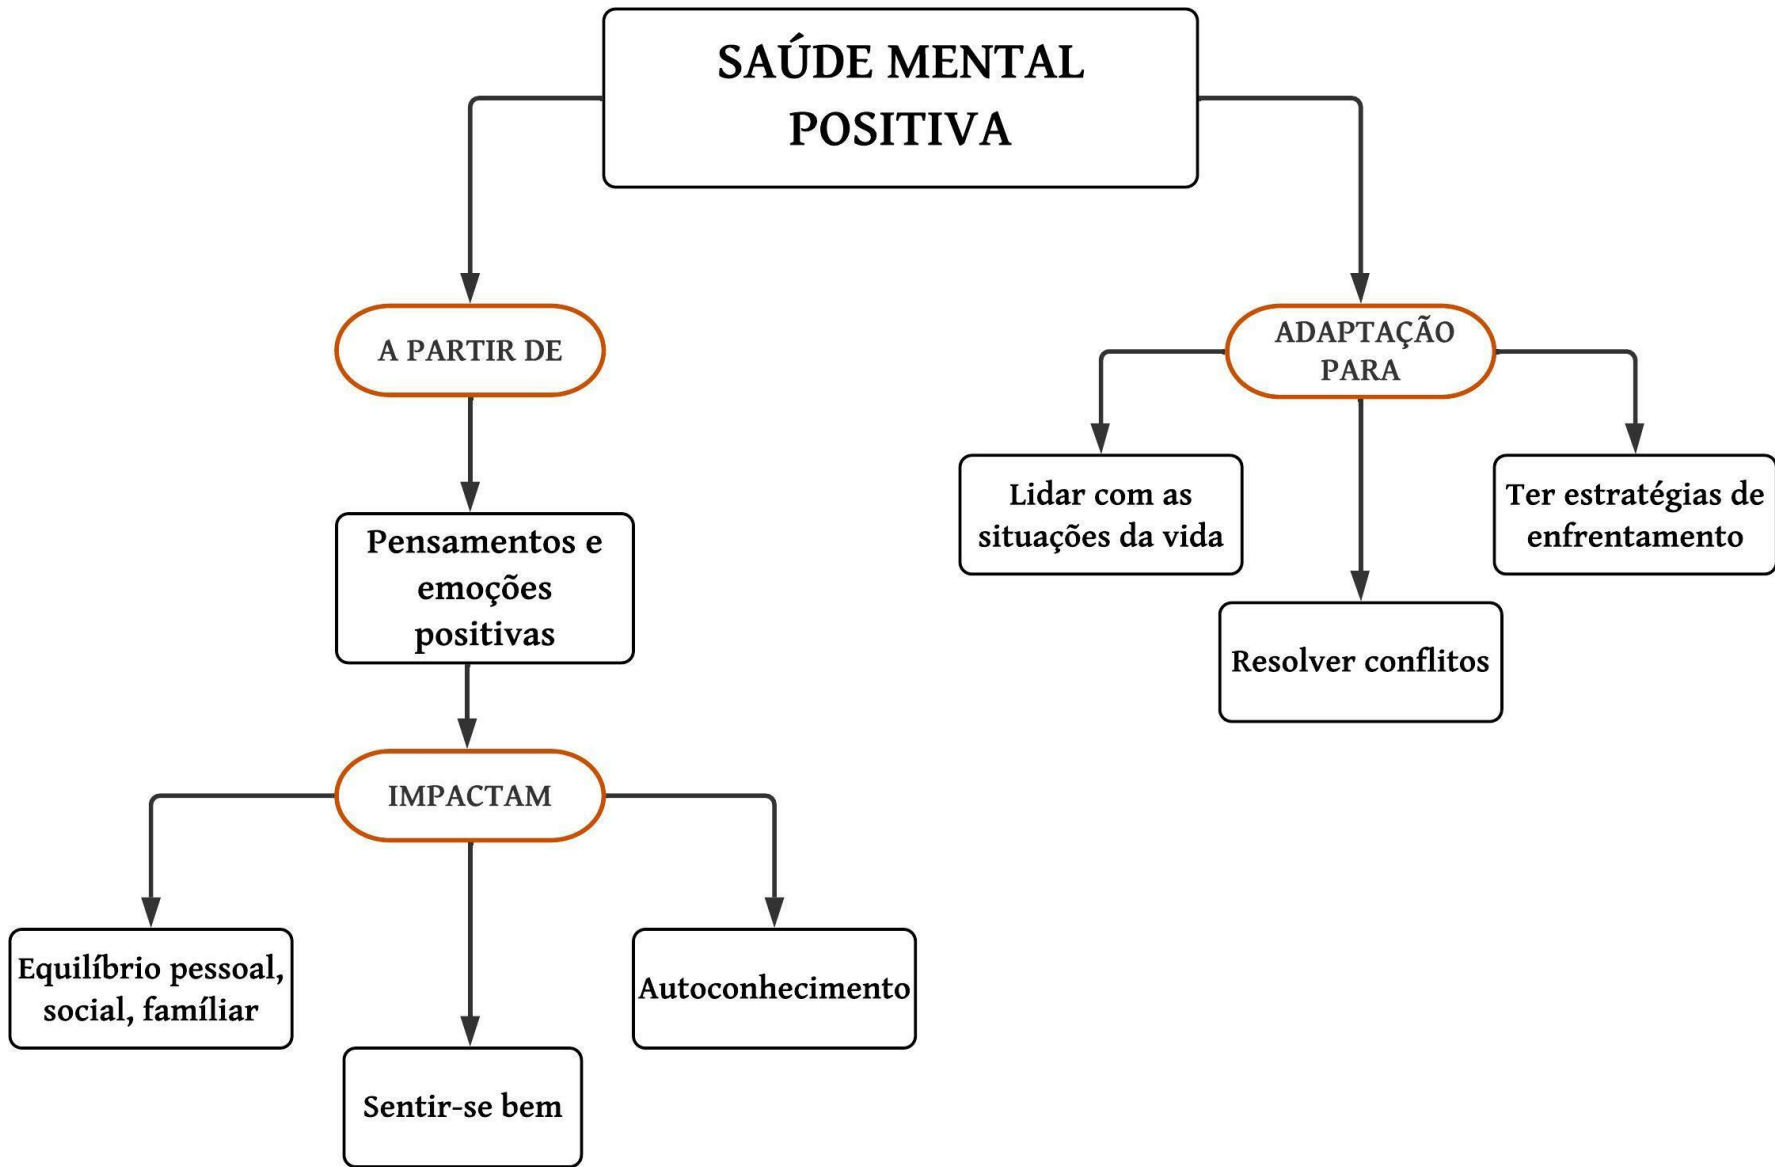 SAÚDE MENTAL
POSITIVA
A PARTIR DE
ADAPTAÇÃO
PARA
Lidar com as
situações da vida
Ter estratégias de
enfrentamento
Pensamentos e
emoções
positivas
Resolver conflitos
IMPACTAM
Equilíbrio pessoal,
social, famíliar
Autoconhecimento
Sentir-se bem